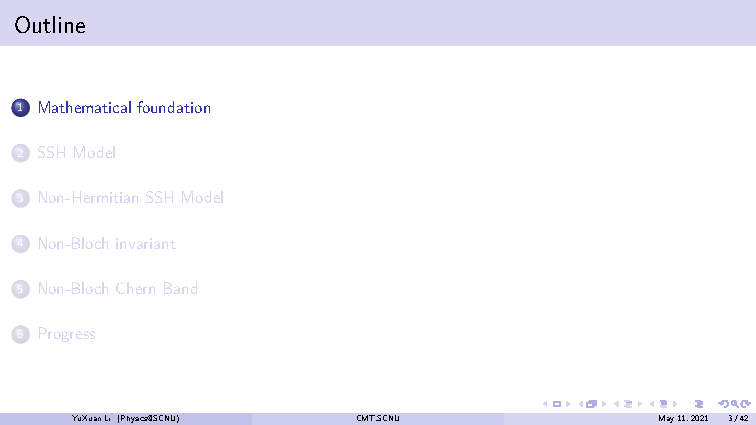 Outline
1 Mathematical foundation
2 SSH Model
3 Non-Hermitian SSH Model
4 Non-Bloch invariant
5 Non-Bloch Chern Band
6 Progress
YuXuan Li (Physics@SCNU) CMT,SCNU May 11, 2021 3 / 42